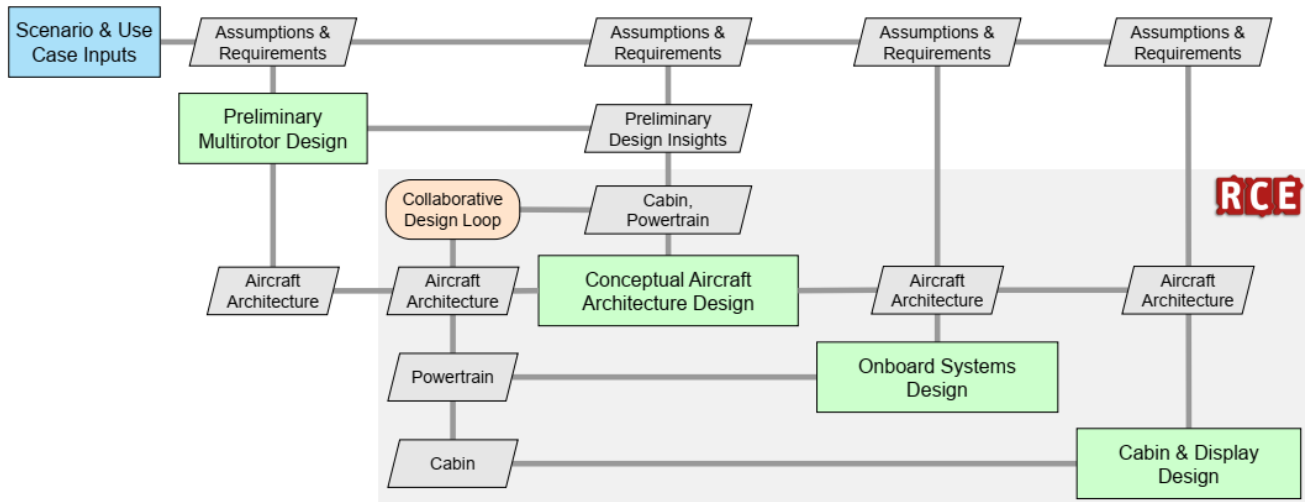 Scenario & Use
Case Inputs
Assumptions &
Requirements
Assumptions &
Requirements
Assumptions &
Requirements
Assumptions &
Requirements
Preliminary
Multirotor Design
Preliminary
Design Insights
Collaborative
Design Loop
Cabin,
Powertrain
RCE
Aircraft
Architecture
Aircraft
Architecture
Conceptual Aircraft
Architecture Design
Aircraft
Architecture
Aircraft
Architecture
Powertrain
Onboard Systems
Design
Cabin
Cabin & Display
Design